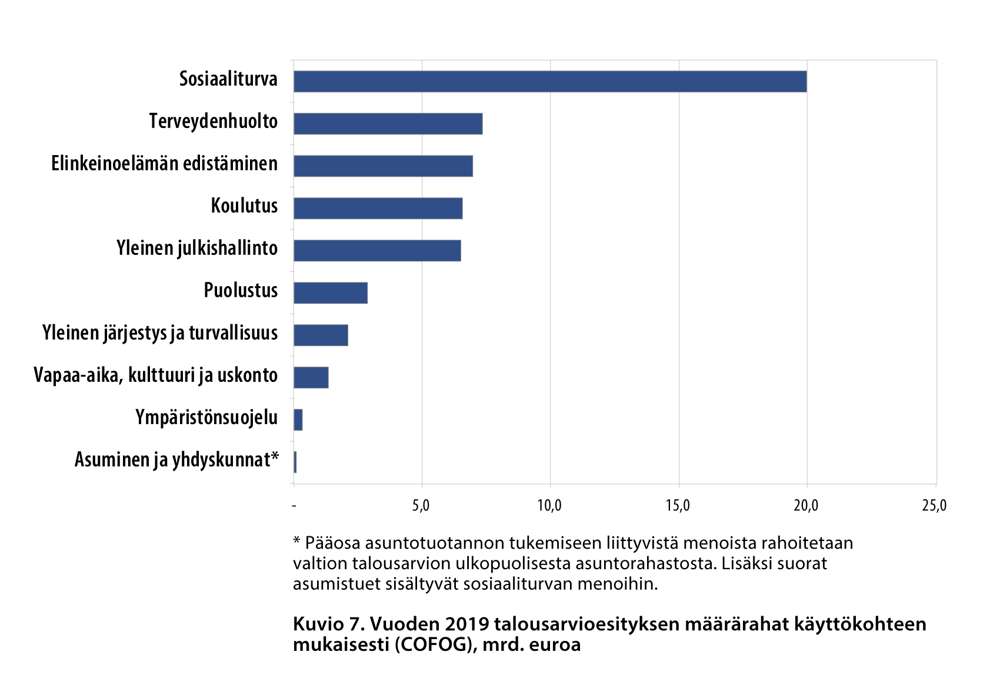 Sosiaaliturva
Terveydenhuolto
Elinkeinoelämän edistäminen
Koulutus
Yleinen julkishallinto
Puolustus
Yleinen järjestys ja turvallisuus
Vapaa-aika, kulttuuri ja uskonto
Ympäristönsuojelu
Asuminen ja yhdyskunnat*
- 5,0 10,0 15,0 20,0 25,0
* Pääosa asuntotuotannon tukemiseen liittyvistä menoista rahoitetaan
valtion talousarvion ulkopuolisesta asuntorahastosta. Lisäksi suorat
asumistuet sisältyvät sosiaaliturvan menoihin.
Kuvio 7. Vuoden 2019 talousarvioesityksen määrärahat käyttökohteen
mukaisesti (COFOG), mrd. euroa